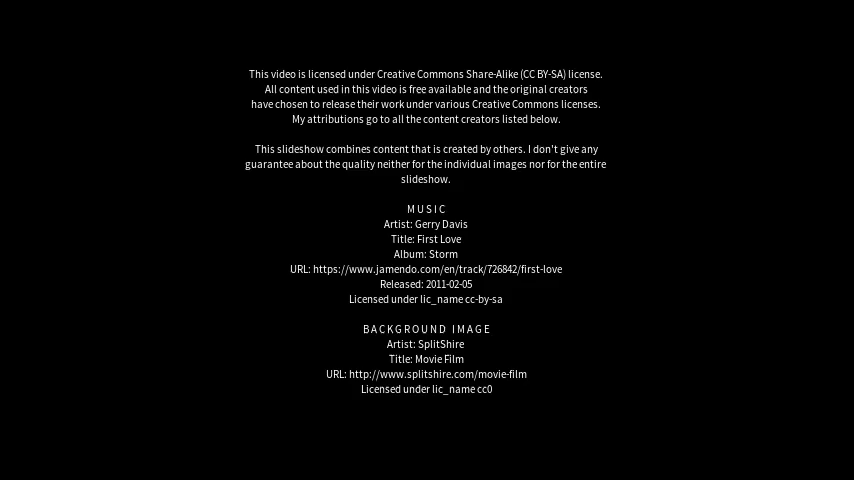 This video is licensed under Creative Commons Share-Alike (CC BY-SA) license.
All content used in this video is free available and the original creators
have chosen to release their work under various Creative Commons licenses.
My attributions go to all the content creators listed below.
This slideshow combines content that is created by others. I don't give any
guarantee about the quality neither for the individual images nor for the entire
slideshow.
MUSIC
Artist: Gerry Davis
Title: First Love
Album: Storm
URL: https://www.jamendo.com/en/track/726842/first-love
Released: 2011-02-05
Licensed under lic_name cc-by-sa
BACKGROUND IMAGE
Artist: SplitShire
Title: Movie Film
URL: http://www.splitshire.com/movie-film
Licensed under lic_name cc0